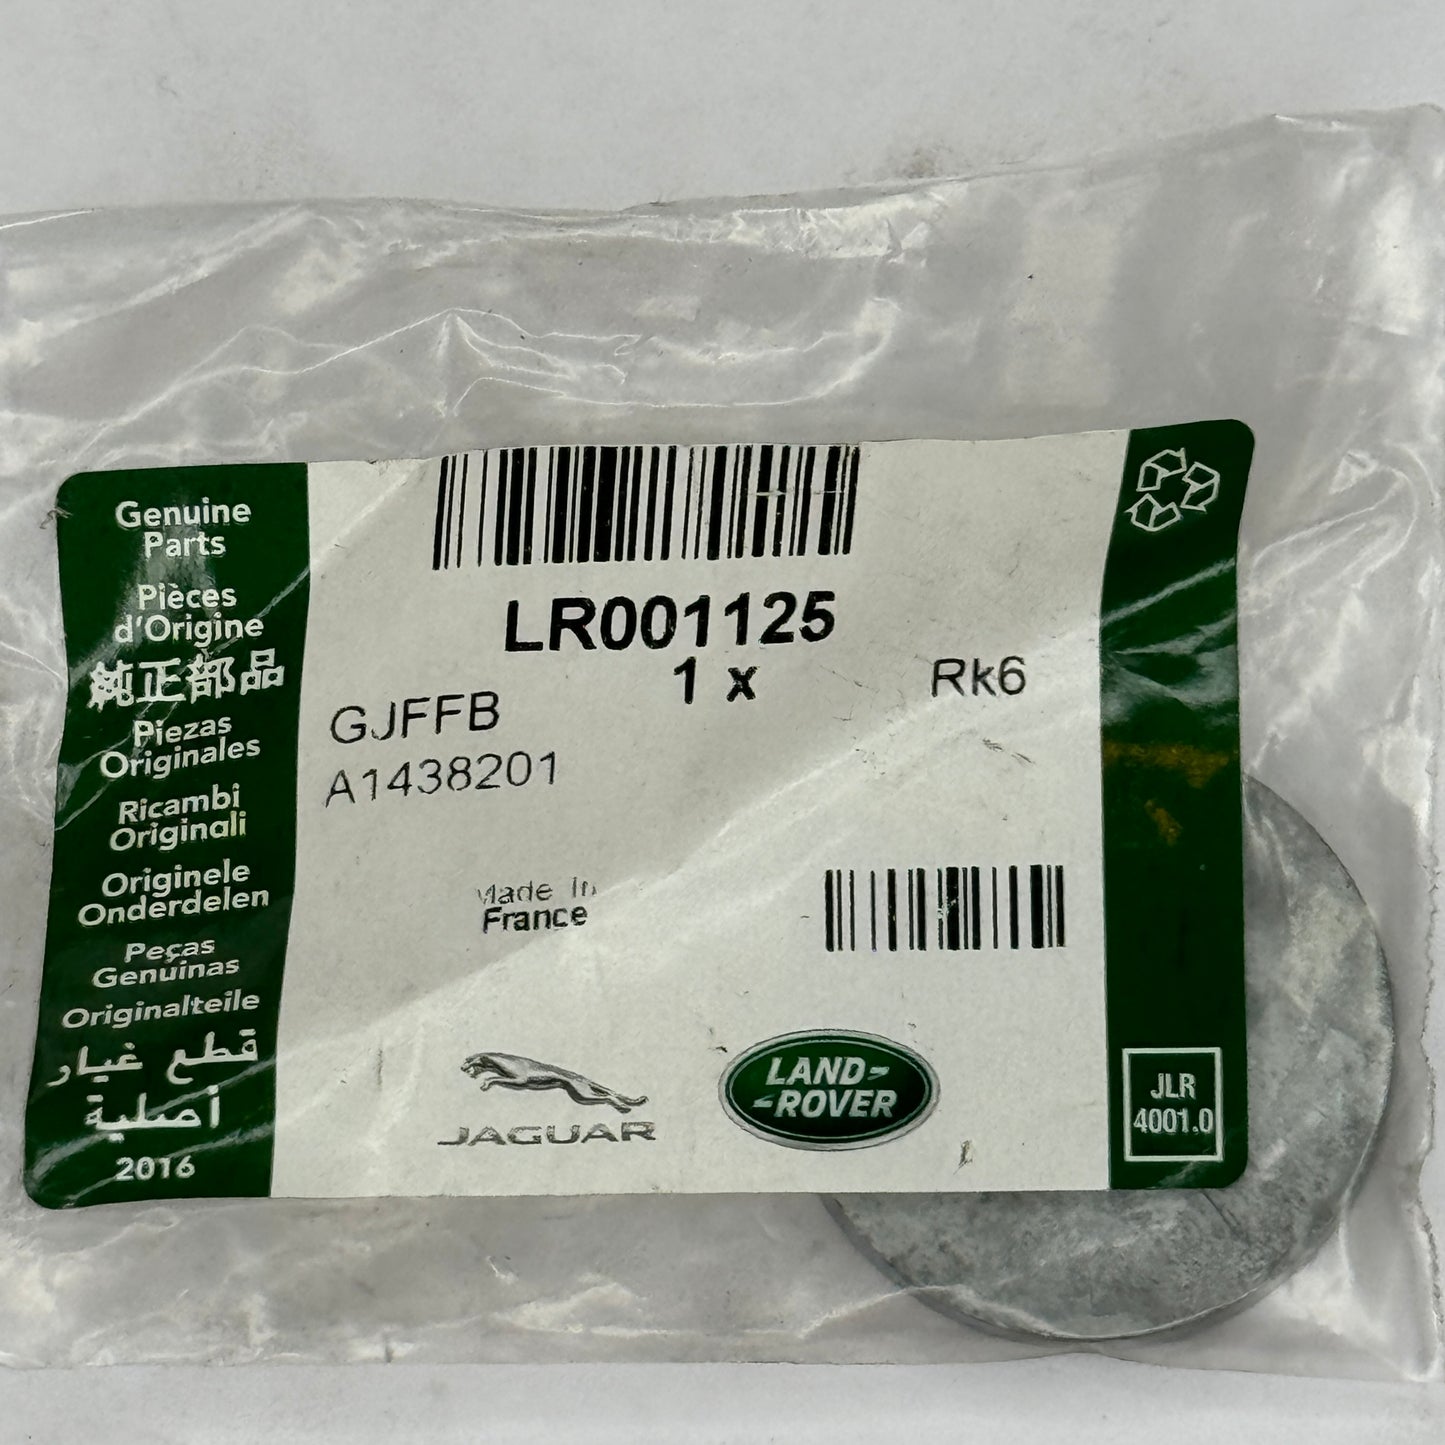 Genuine
Parts
Pièces
d'Origine
純正部品
Piezas
Originales
Ricambi
Originali
Originele
Onderdelen
Peças
Genuínas
Originalteile
قطع غيار
أصلية
2016
LR001125
1 x
Rk6
GJFFB
A1438201
Made In
France
JAGUAR
LAND-
-ROVER
JLR
4001.0